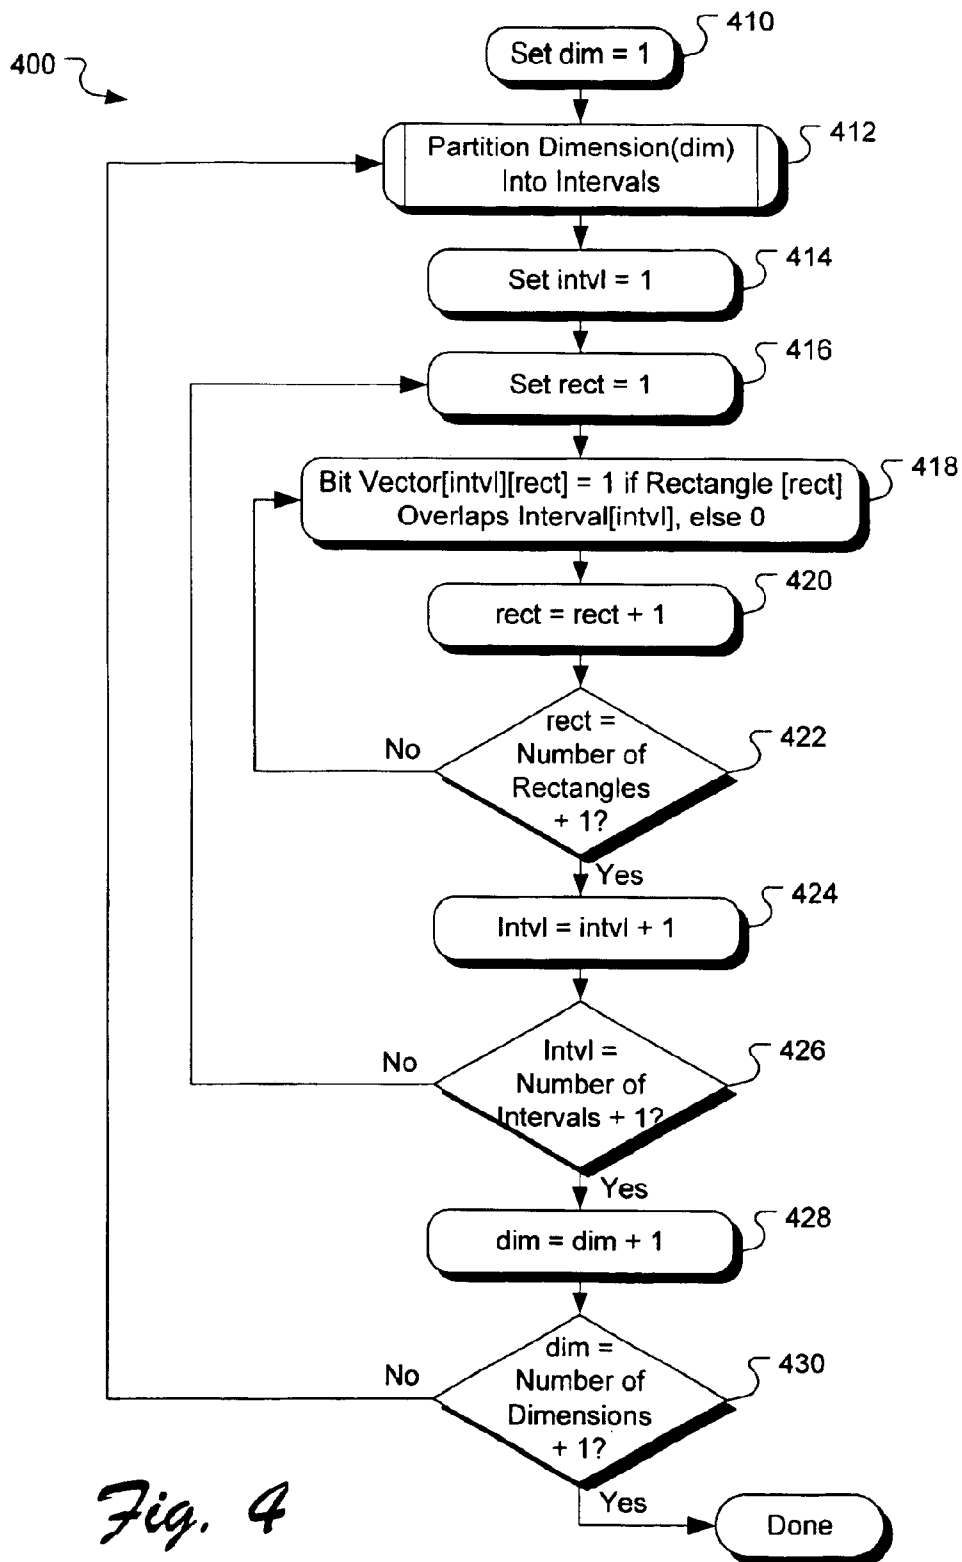 410
Set dim = 1
400
412
Partition Dimension(dim)
Into Intervals
414
Set intvl = 1
416
Set rect = 1
418
Bit Vector[intvl][rect] = 1 if Rectangle [rect]
Overlaps Interval[intvl], else 0
420
rect = rect + 1
rect =
Number of
Rectangles
+ 1?
422
No
Yes
424
Intvl = intvl + 1
Intvl =
Number of
Intervals + 1?
426
No
Yes
428
dim = dim + 1
dim =
Number of
Dimensions
+ 1?
430
No
Yes
Done
Fig. 4